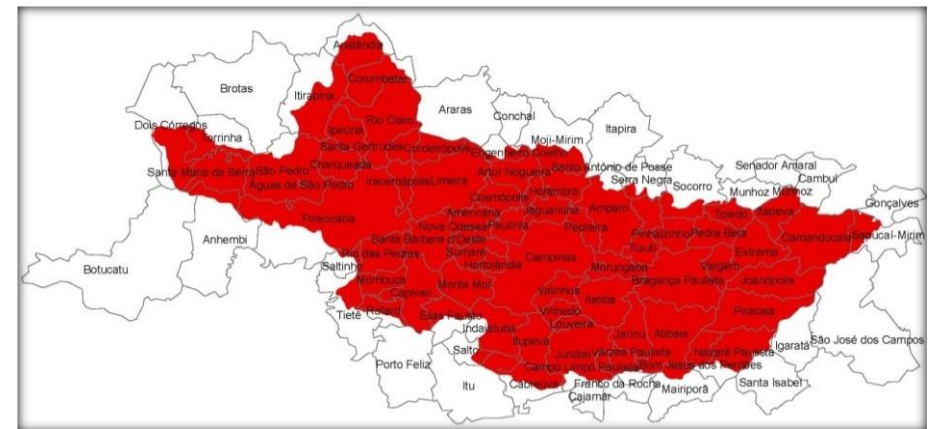 Analândia
Corumbataí
Brotas
Itirapina
Araras
Conchal
Rio Claro
Ipeúna
Dois Córregos
Torrinha
Moji-Mirim
Itapira
Santa Gertrudes
Cordeirópolis
Engenheiro Coelho
Charqueada
Santa Maria da Serra
São Pedro
Águas de São Pedro
Iracemápolis
Limeira
Artur Nogueira
Santo Antônio de Posse
Serra Negra
Socorro
Senador Amaral
Cambuí
Munhoz
Munhoz
Gonçalves
Holambra
Cosmópolis
Jaguariúna
Amparo
Toledo
Itapeva
Sapucaí-Mirim
Piracicaba
Americana
Nova Odessa
Paulínia
Pedreira
Pinhalzinho
Pedra Bela
Camanducaia
Anhembi
Santa Bárbara d'Oeste
Rio das Pedras
Sumaré
Hortolândia
Campinas
Tuiuti
Extrema
Botucatu
Saltinho
Mombuca
Capivari
Monte Mor
Morungaba
Vargem
Bragança Paulista
Joanópolis
Valinhos
Itatiba
Tietê
Rafard
Elias Fausto
Vinhedo
Louveira
Piracaia
Indaiatuba
Itupeva
Jarinu
Atibaia
Igaratá
São José dos Campos
Porto Feliz
Salto
Jundiaí
Várzea Paulista
Nazaré Paulista
Campo Limpo Paulista
Bom Jesus dos Perdões
Itu
Cabreúva
Franco da Rocha
Cajamar
Mairiporã
Santa Isabel